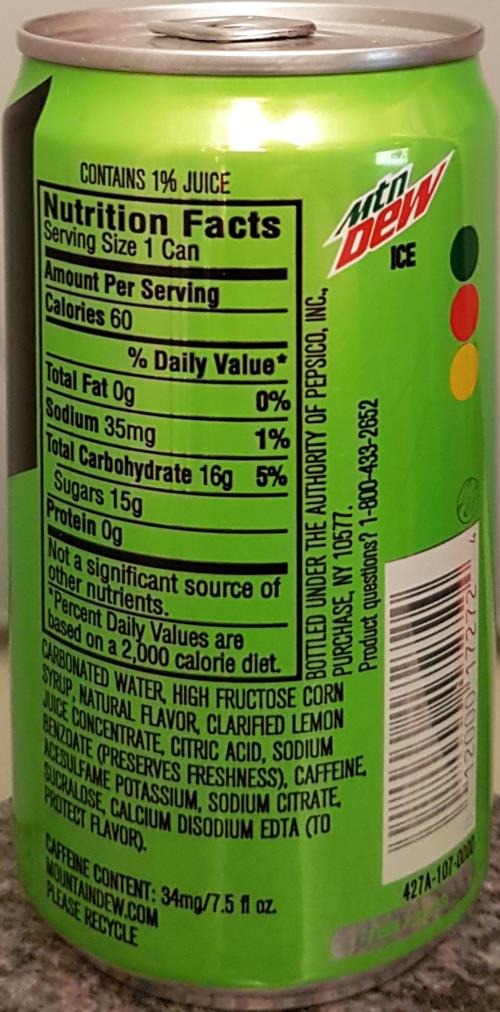 CONTAINS 1% JUICE
Nutrition Facts
Serving Size 1 Can
Amount Per Serving
Calories 60
% Daily Value*
Total Fat 0g 0%
Sodium 35mg 1%
Total Carbohydrate 16g 5%
Sugars 15g
Protein 0g
Not a significant source of
other nutrients.
*Percent Daily Values are
based on a 2,000 calorie diet.
CARBONATED WATER, HIGH FRUCTOSE CORN
SYRUP, NATURAL FLAVOR, CLARIFIED LEMON
JUICE CONCENTRATE, CITRIC ACID, SODIUM
BENZOATE (PRESERVES FRESHNESS), CAFFEINE,
ACESULFAME POTASSIUM, SODIUM CITRATE,
SUCRALOSE, CALCIUM DISODIUM EDTA (TO
PROTECT FLAVOR).
CAFFEINE CONTENT: 34mg/7.5 fl oz.
MOUNTAINDEW.COM
PLEASE RECYCLE
BOTTLED UNDER THE AUTHORITY OF PEPSICO, INC.,
PURCHASE, NY 10577.
Product questions? 1-800-433-2652
mtn
Dew
ICE
12000 17272 4
427A-107-0000